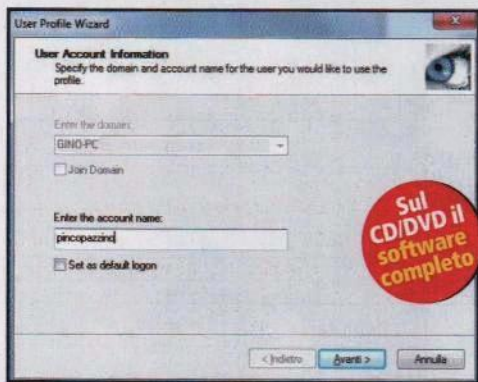 User Profile Wizard
User Account Information
Specify the domain and account name for the user you would like to use the
profile.
Enter the domain:
GINO-PC
Join Domain
Enter the account name:
pincopazzino
Set as default logon
Sul
CD/DVD il
software
completo
< Indietro
Avanti >
Annulla